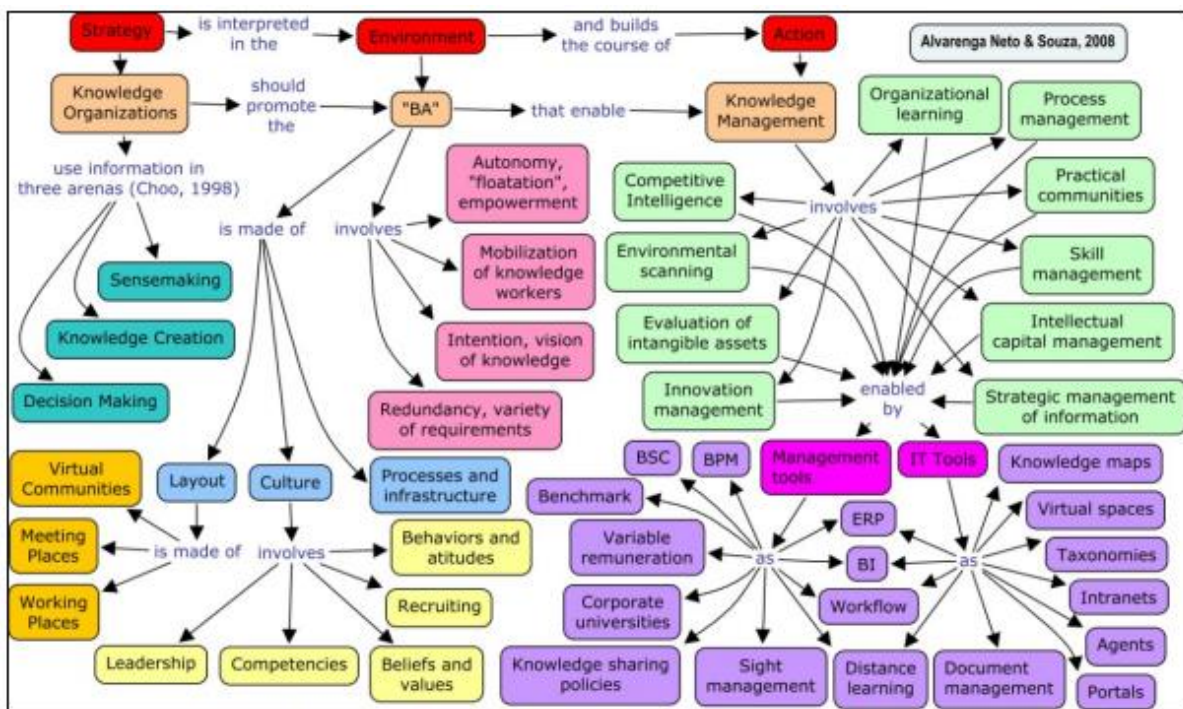 Strategy
is interpreted
in the
Environment
and builds
the course of
Action
Alvarenga Neto & Souza, 2008
Knowledge
Organizations
should
promote
the
"BA"
that enable
Knowledge
Management
Organizational
learning
Process
management
use information in
three arenas (Choo, 1998)
is made of
involves
Autonomy,
"floatation",
empowerment
Competitive
Intelligence
involves
Practical
communities
Mobilization
of knowledge
workers
Environmental
scanning
Skill
management
Sensemaking
Knowledge Creation
Decision Making
Intention, vision
of knowledge
Evaluation of
intangible assets
Intellectual
capital management
Redundancy, variety
of requirements
Innovation
management
enabled
by
Strategic management
of information
Virtual
Communities
Layout
Culture
Processes and
infrastructure
BSC
BPM
Management
tools
IT Tools
Knowledge maps
Benchmark
Virtual spaces
Meeting
Places
is made of
involves
Behaviors and
atitudes
Variable
remuneration
as
ERP
BI
as
Taxonomies
Working
Places
Recruiting
Corporate
universities
Workflow
Intranets
Leadership
Competencies
Beliefs and
values
Knowledge sharing
policies
Sight
management
Distance
learning
Document
management
Agents
Portals